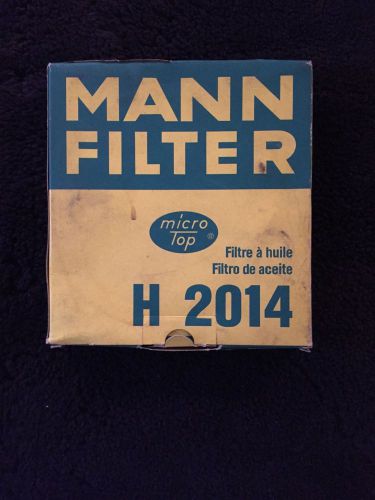 MANN
FILTER
micro
Top
®
Filtre à huile
Filtro de aceite
H 2014